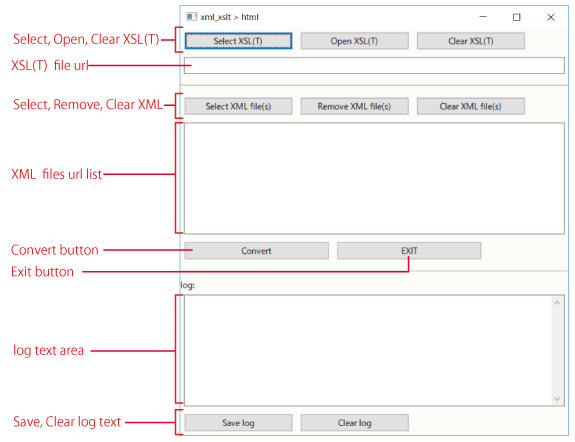 xml_xslt > html
Select, Open, Clear XSL(T)
Select XSL(T) Open XSL(T) Clear XSL(T)
XSL(T) file url
Select, Remove, Clear XML
Select XML file(s) Remove XML file(s) Clear XML file(s)
XML files url list
Convert button
Convert EXIT
Exit button
log:
log text area
Save, Clear log text
Save log Clear log